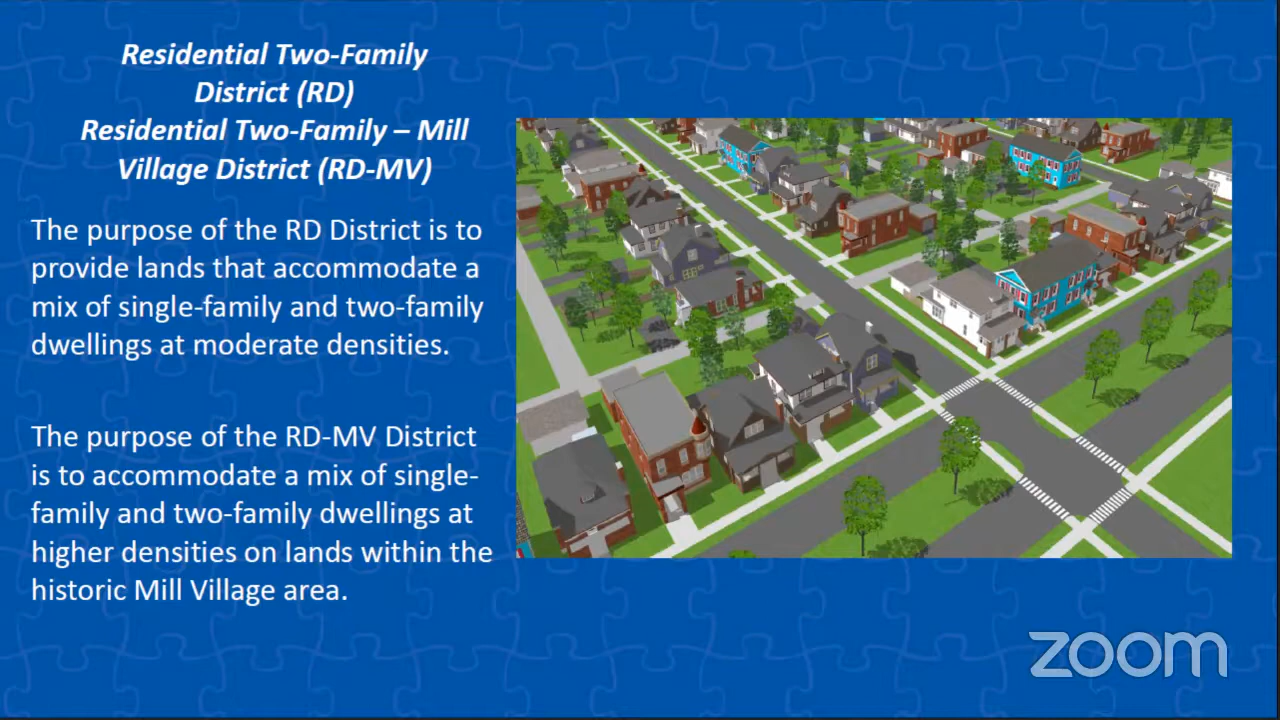 Residential Two-Family
District (RD)
Residential Two-Family – Mill
Village District (RD-MV)
The purpose of the RD District is to
provide lands that accommodate a
mix of single-family and two-family
dwellings at moderate densities.
The purpose of the RD-MV District
is to accommodate a mix of single-
family and two-family dwellings at
higher densities on lands within the
historic Mill Village area.
zoom